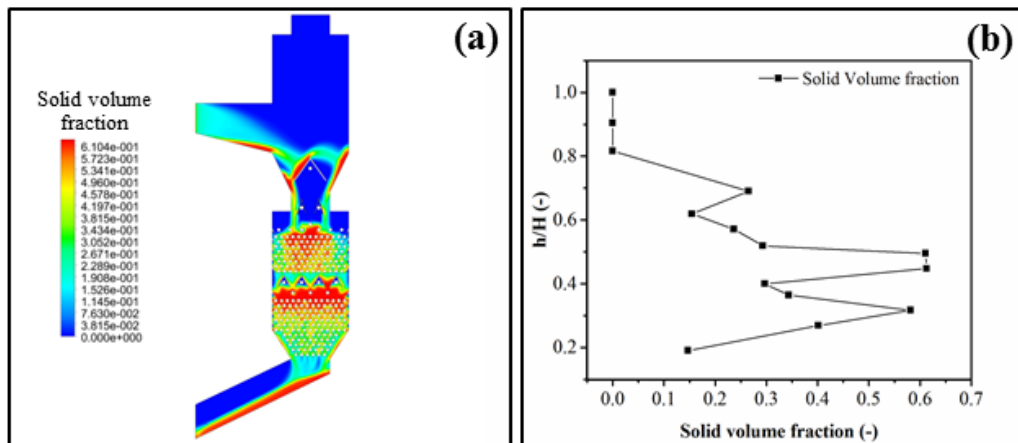 (a)
Solid volume
fraction
6.104e-001
5.723e-001
5.341e-001
4.960e-001
4.578e-001
4.197e-001
3.815e-001
3.434e-001
3.052e-001
2.671e-001
2.289e-001
1.908e-001
1.526e-001
1.145e-001
7.630e-002
3.815e-002
0.000e+000
(b)
Solid Volume fraction
h/H (-)
1.0
0.8
0.6
0.4
0.2
0.0 0.1 0.2 0.3 0.4 0.5 0.6 0.7
Solid volume fraction (-)